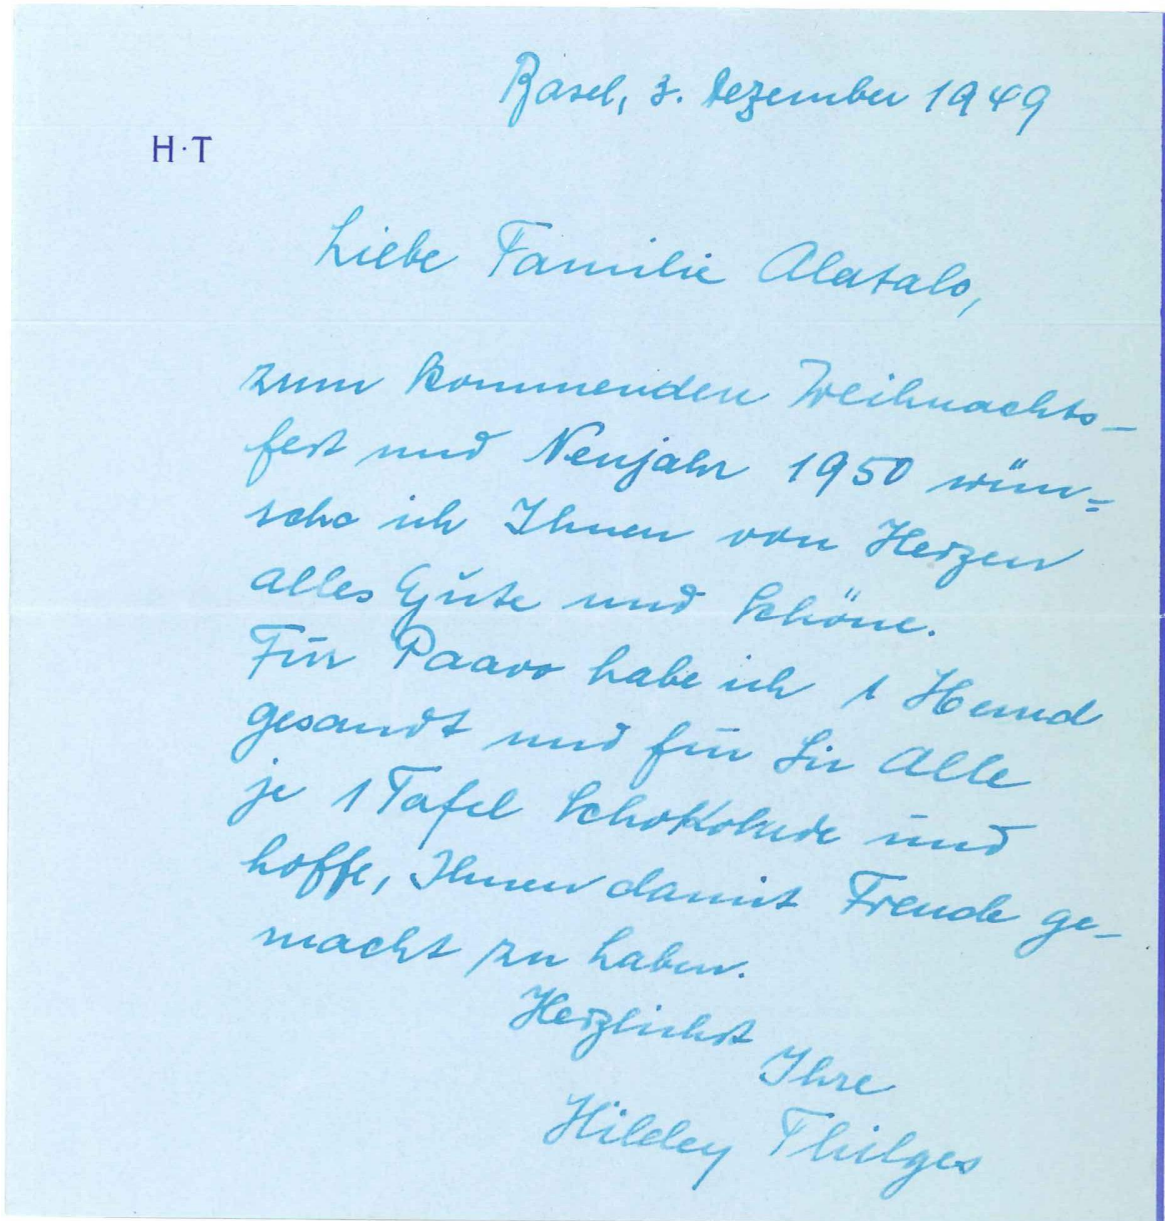 Basel, 3. Dezember 1949
H·T
Liebe Familie Alatalo,
zum kommenden Weihnachts-
fest und Neujahr 1950 wün-
sche ich Ihnen von Herzen
alles Gute und Schöne.
Für Paavo habe ich 1 Hemd
gesandt und für Sie Alle
je 1 Tafel Schokolade und
hoffe, Ihnen damit Freude ge-
macht zu haben.
Herzlichst
Ihre
Thilges